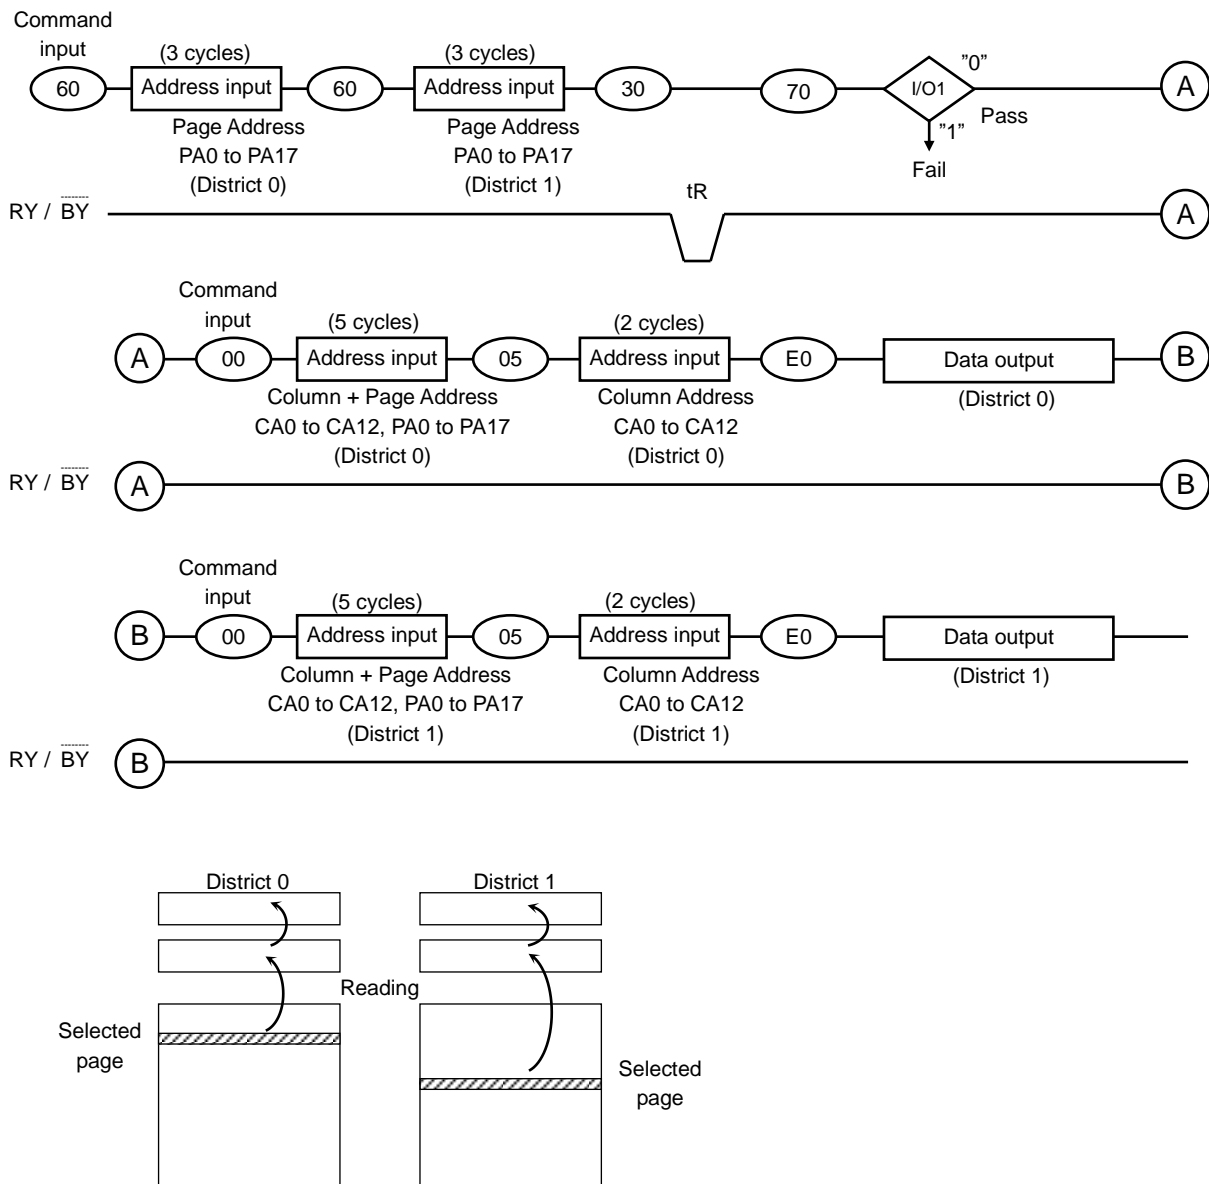 Command
input
(3 cycles)
(3 cycles)
60
Address input
60
Address input
30
70
I/O1
"0"
Pass
"1"
Fail
A
Page Address
PA0 to PA17
(District 0)
Page Address
PA0 to PA17
(District 1)
tR
RY / BY
A
Command
input
(5 cycles)
(2 cycles)
A
00
Address input
05
Address input
E0
Data output
B
Column + Page Address
CA0 to CA12, PA0 to PA17
(District 0)
Column Address
CA0 to CA12
(District 0)
(District 0)
RY / BY
A
B
Command
input
(5 cycles)
(2 cycles)
B
00
Address input
05
Address input
E0
Data output
Column + Page Address
CA0 to CA12, PA0 to PA17
(District 1)
Column Address
CA0 to CA12
(District 1)
(District 1)
RY / BY
B
District 0
District 1
Reading
Selected
page
Selected
page